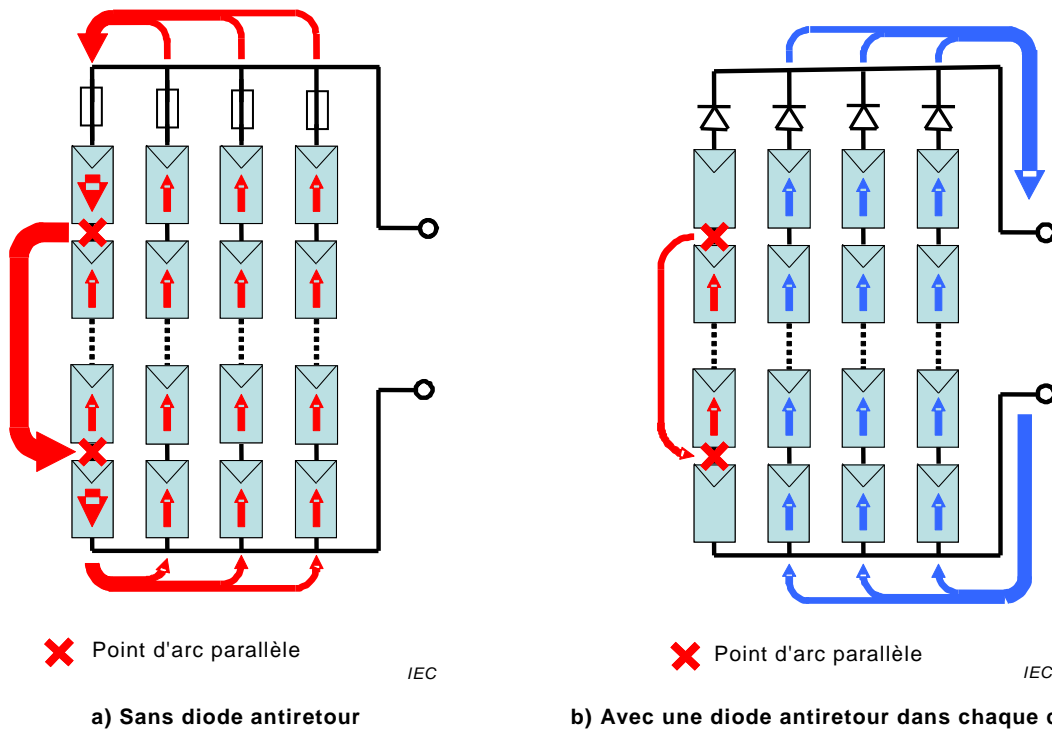 Point d'arc parallèle
IEC
a) Sans diode antiretour
Point d'arc parallèle
IEC
b) Avec une diode antiretour dans chaque c